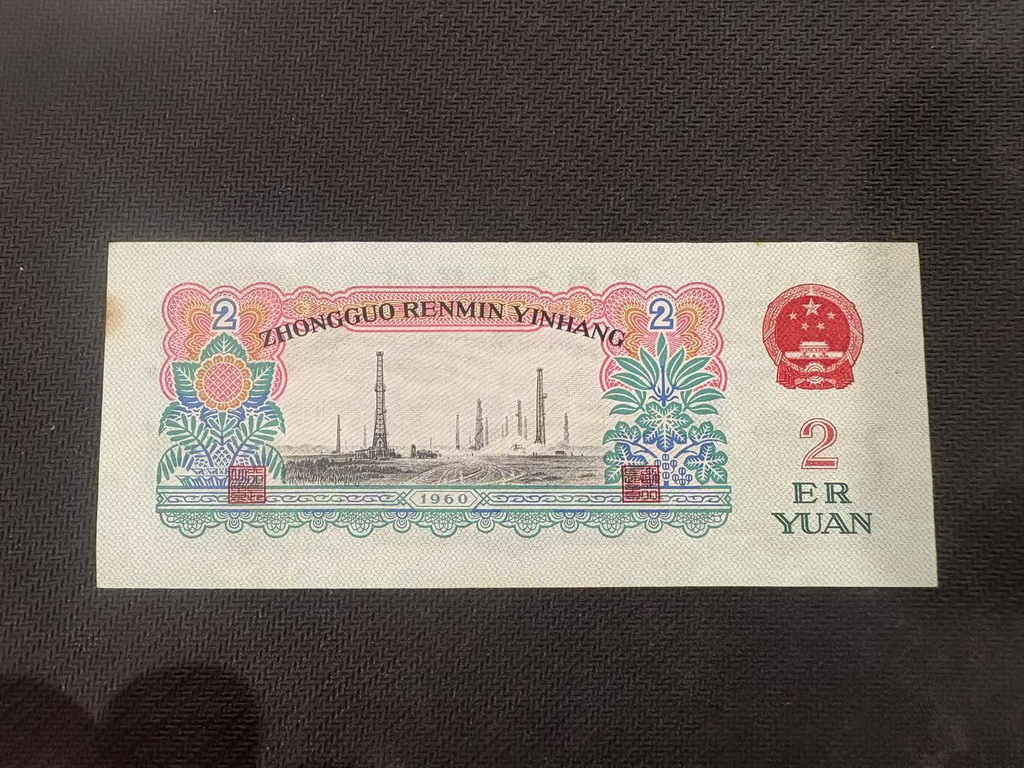 2
ZHONGGUO RENMIN YINHANG
2
1960
2
ER
YUAN